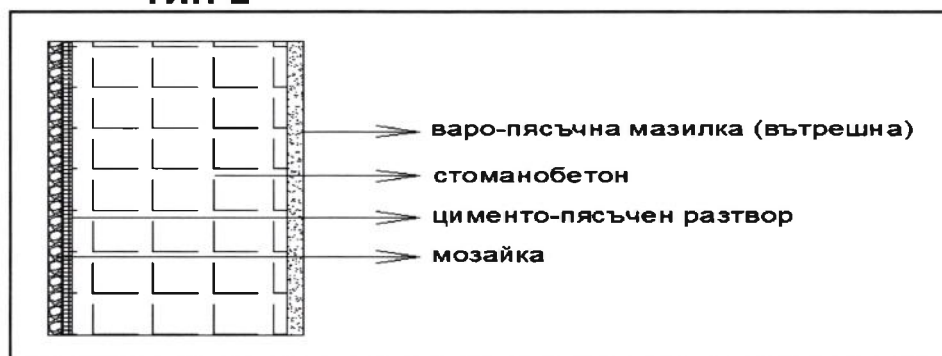 варо-пясъчна мазилка (вътрешна)
стоманобетон
цименто-пясъчен разтвор
мозайка